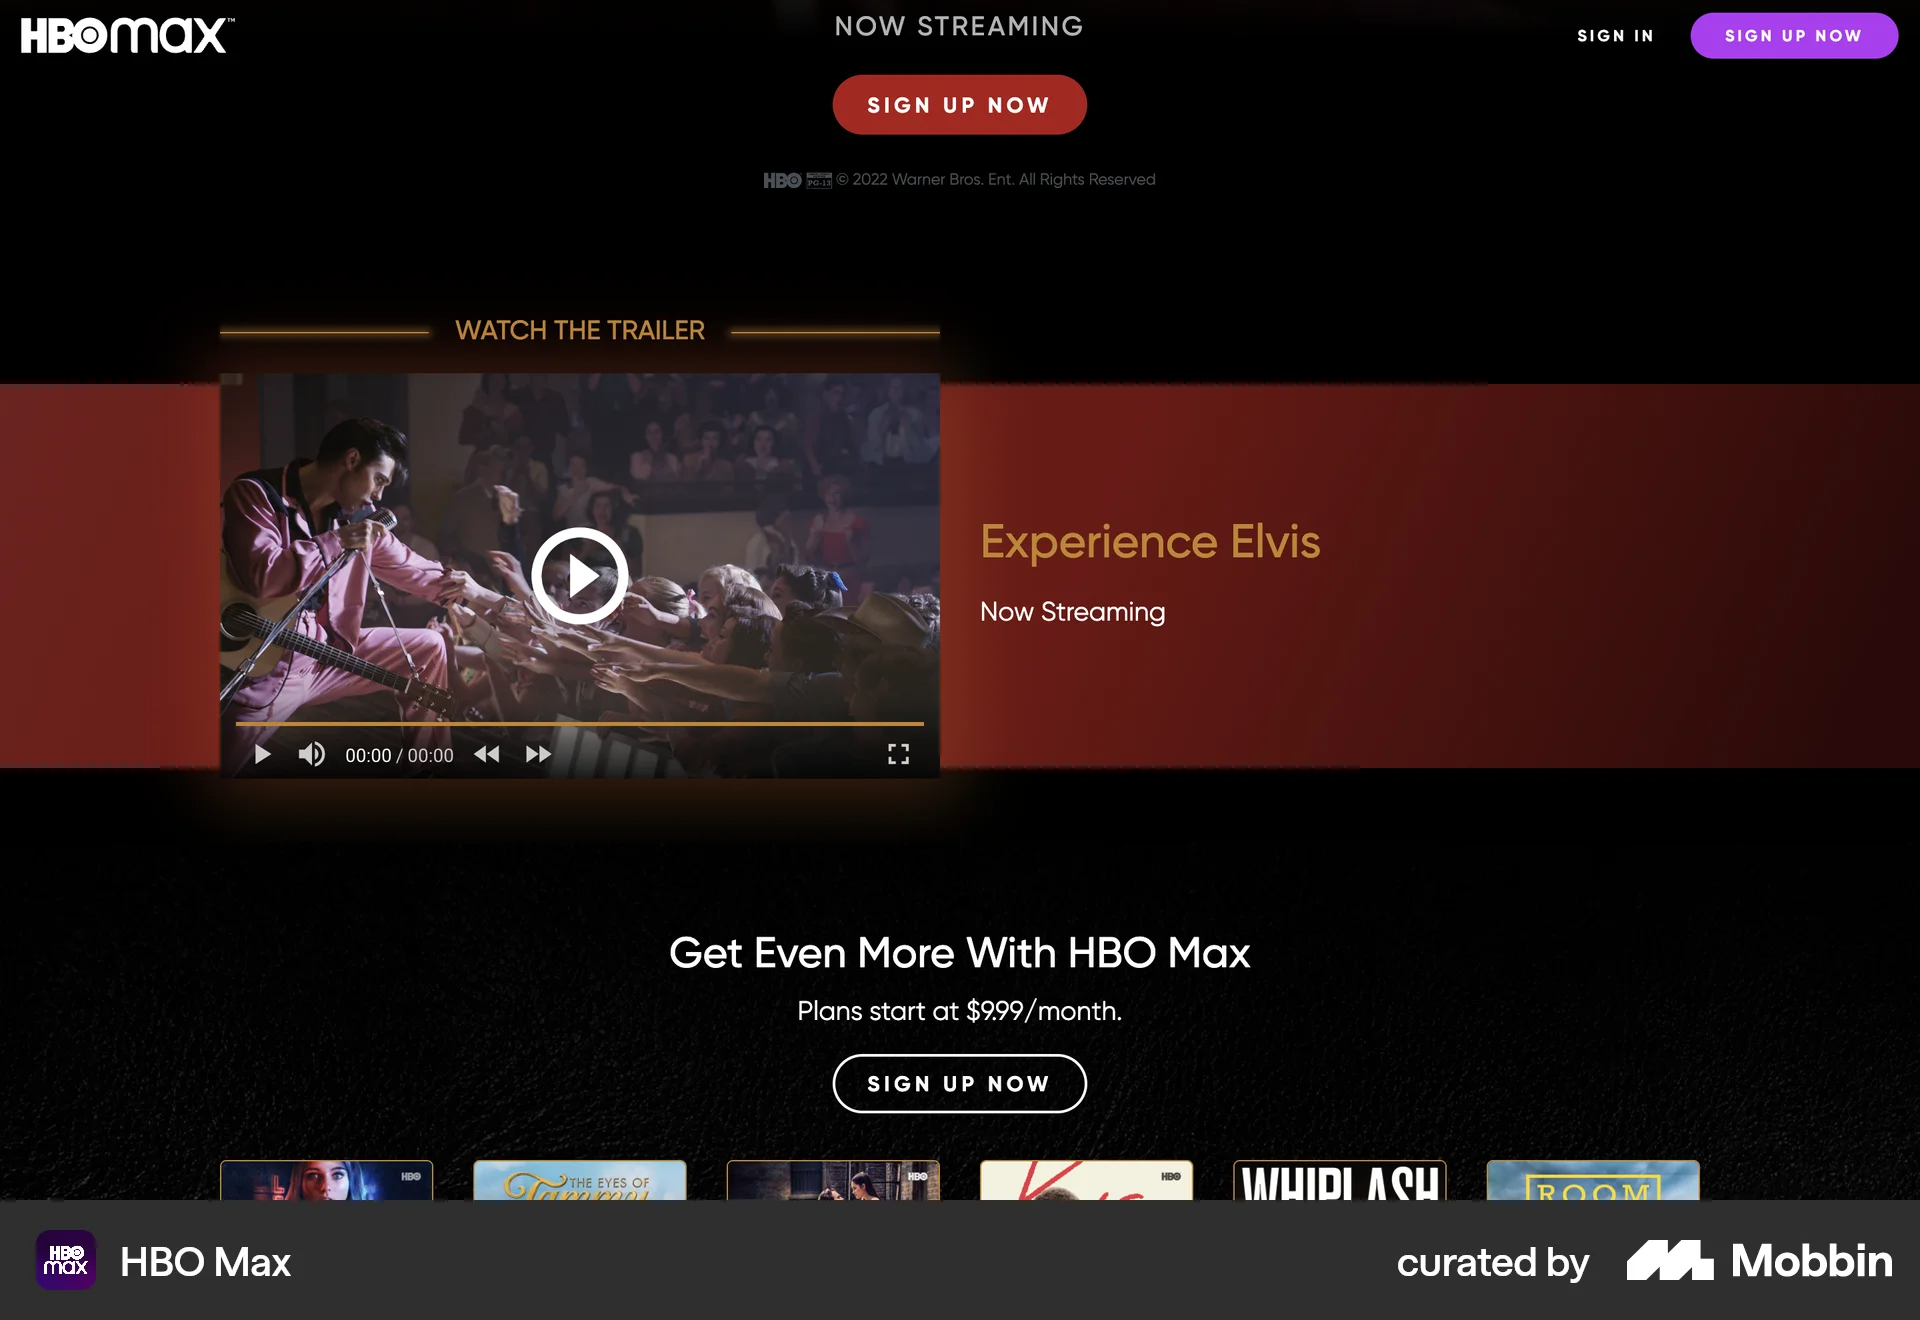 HBOmax™
NOW STREAMING
SIGN IN
SIGN UP NOW
SIGN UP NOW
HBO PG-13 © 2022 Warner Bros. Ent. All Rights Reserved
WATCH THE TRAILER
Experience Elvis
Now Streaming
00:00 / 00:00
Get Even More With HBO Max
Plans start at $9.99/month.
SIGN UP NOW
HBO
THE EYES OF
Tammy
HBO
HBO
WHIPLASH
ROOM
HBO
max
HBO Max
curated by
Mobbin